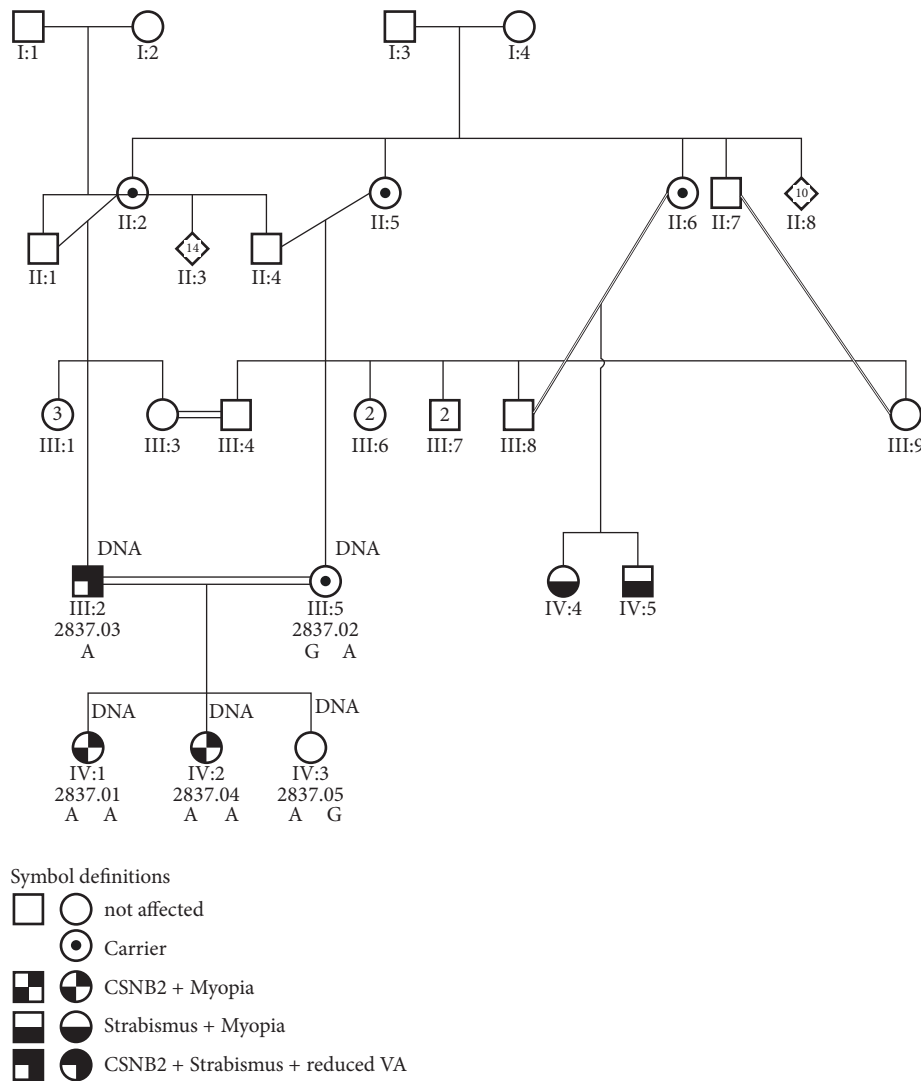 I:1 I:2 I:3 I:4
10
II:2 II:5 II:6 II:7 II:8
14
II:1 II:3 II:4
3 2 2
III:1 III:3 III:4 III:6 III:7 III:8 III:9
DNA DNA
III:2 III:5 IV:4 IV:5
2837.03 2837.02
A G A
DNA DNA DNA
IV:1 IV:2 IV:3
2837.01 2837.04 2837.05
A A A A A G
Symbol definitions
not affected
Carrier
CSNB2 + Myopia
Strabismus + Myopia
CSNB2 + Strabismus + reduced VA